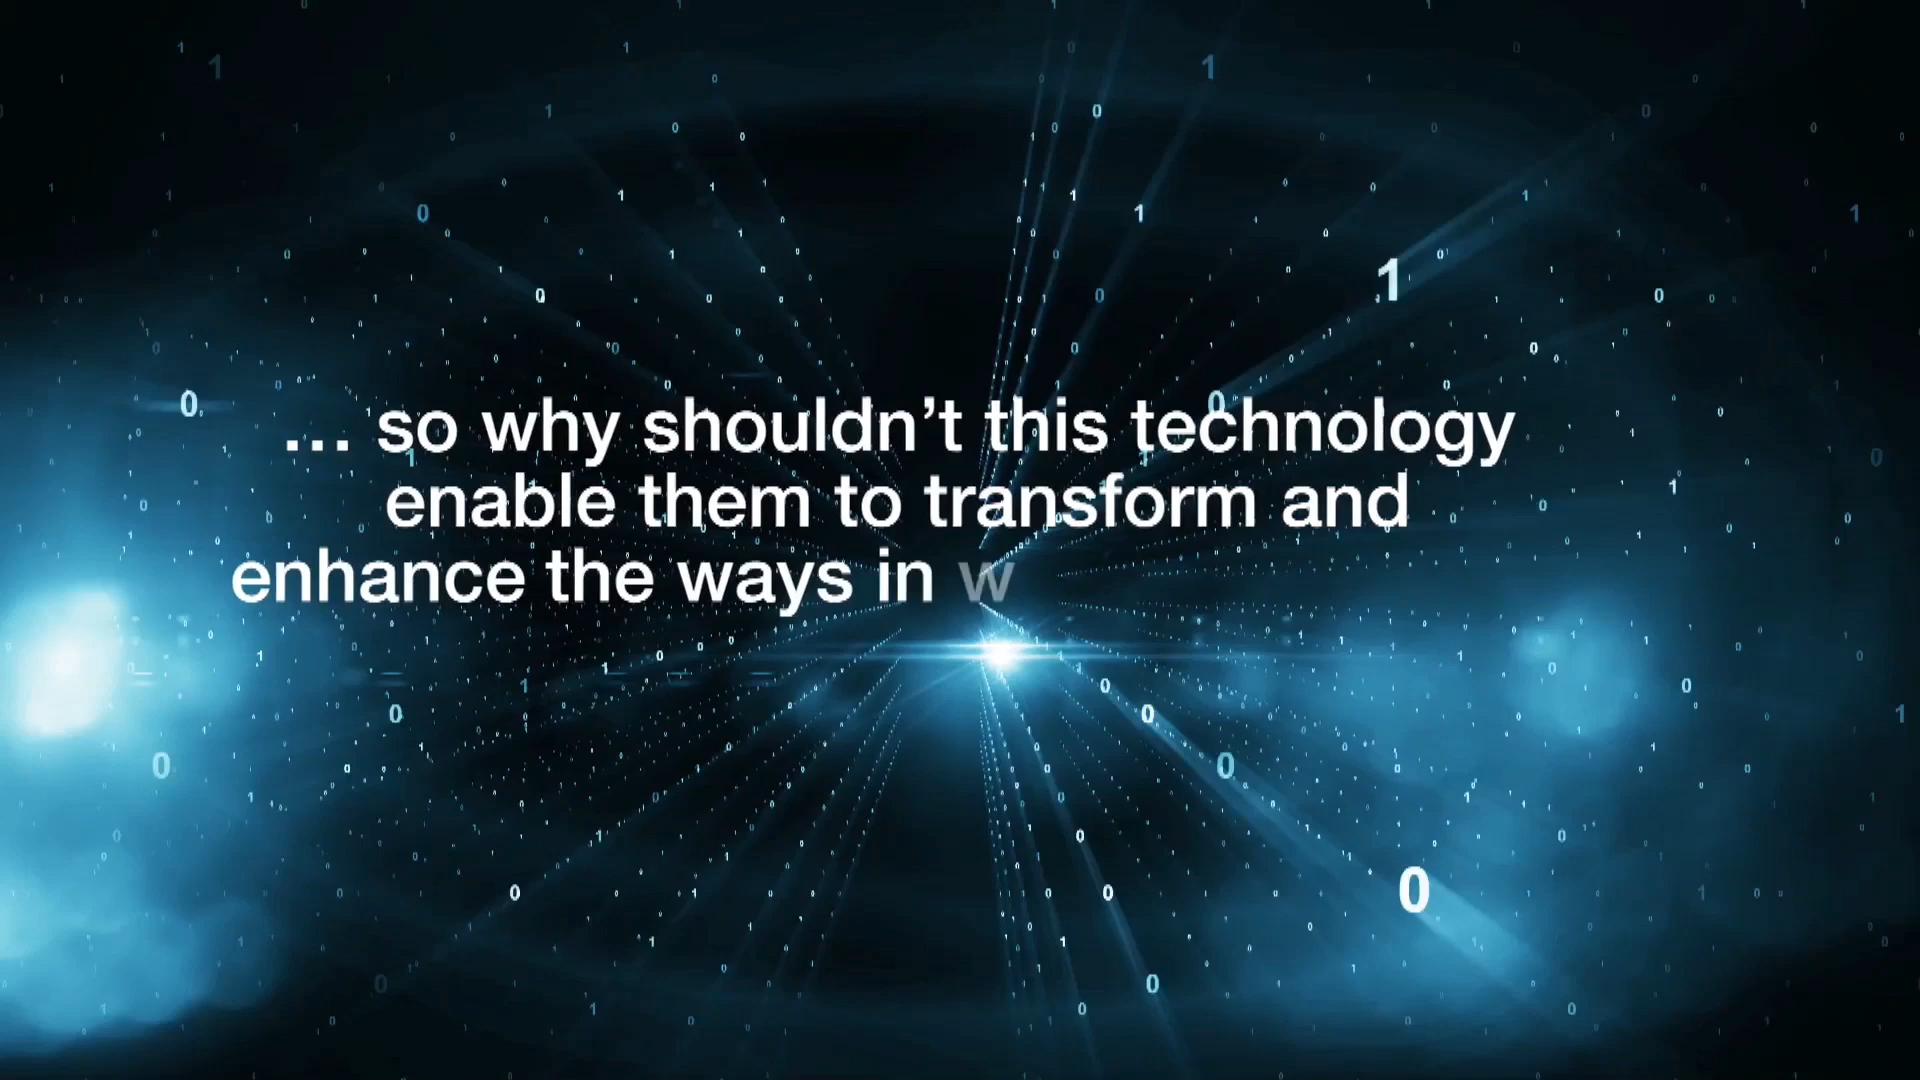 ... so why shouldn’t this technology
enable them to transform and
enhance the ways in w